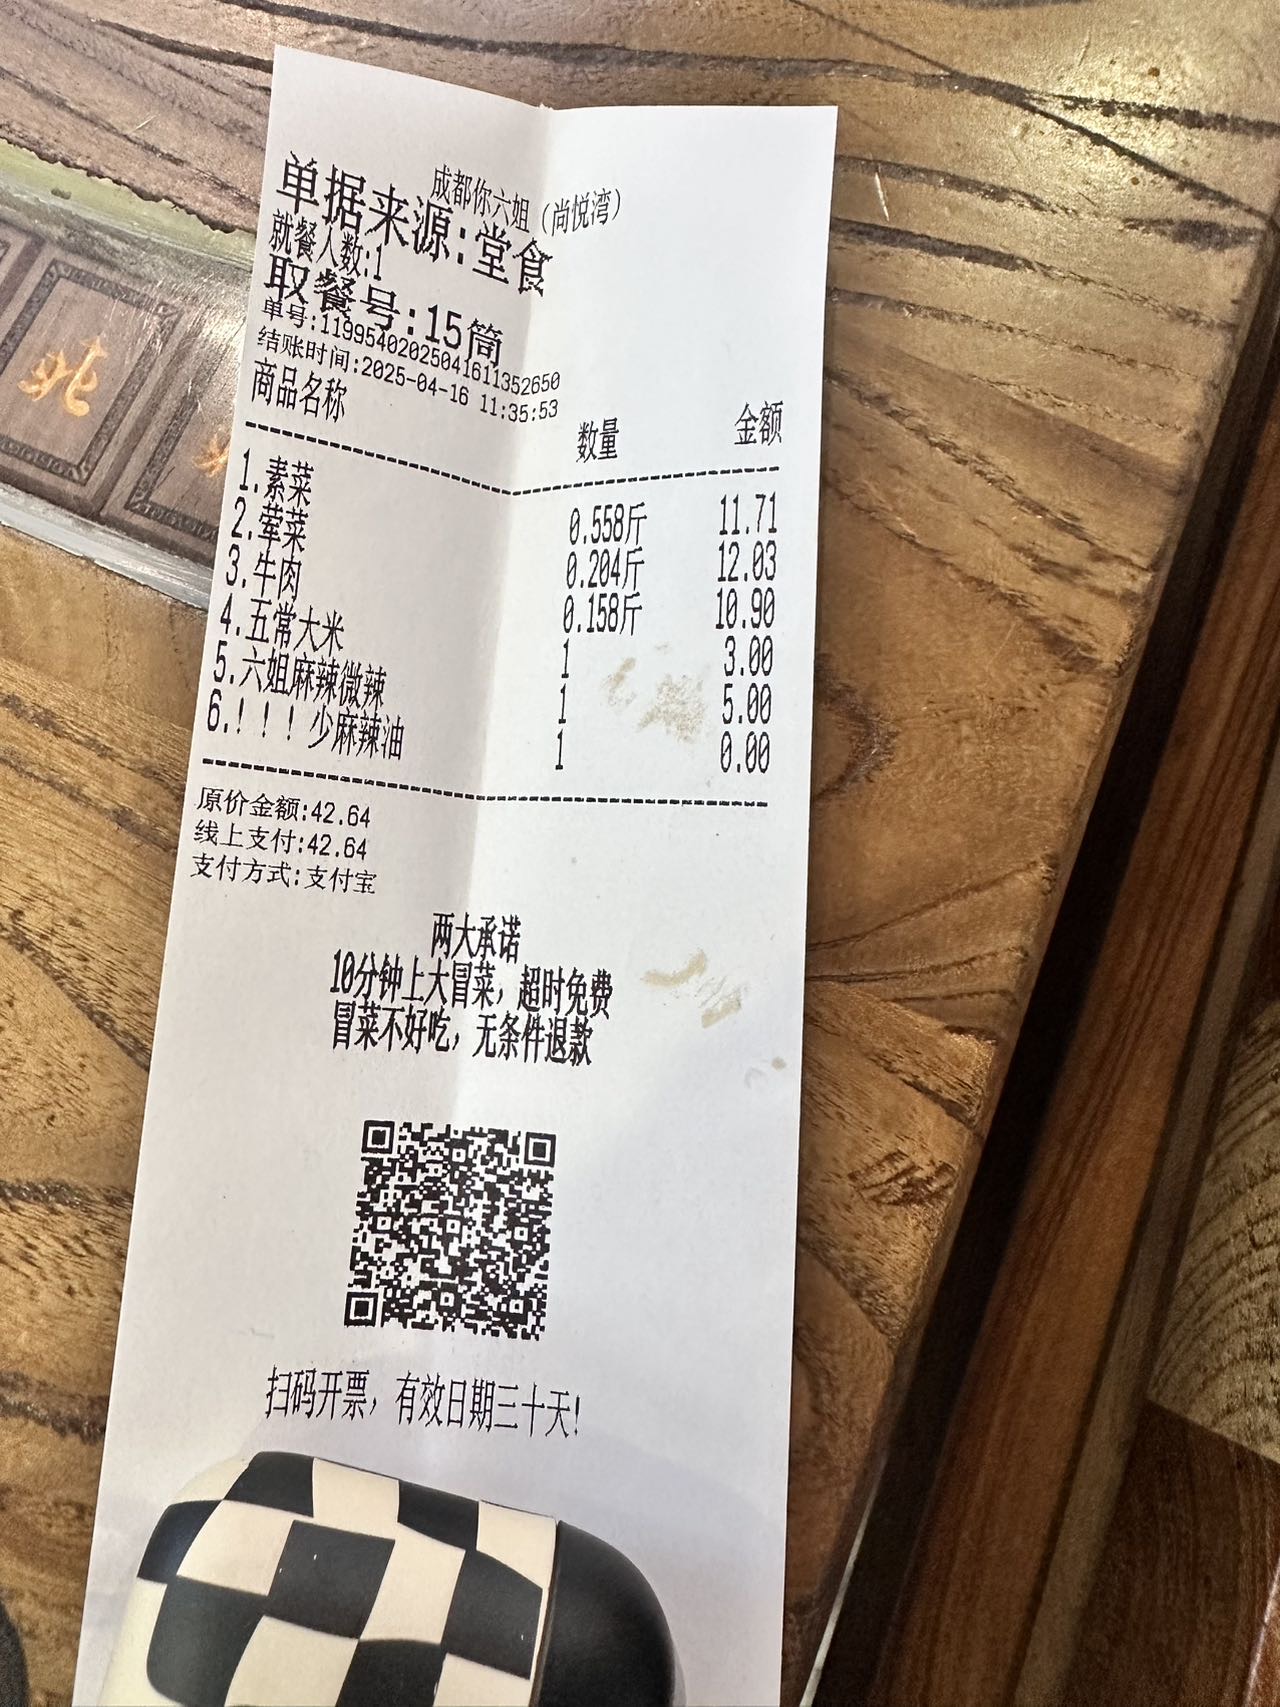 成都你六姐（尚悦湾）
单据来源:堂食
就餐人数:1
取餐号:15筒
单号:11995402025041611352650
结账时间:2025-04-16 11:35:53
商品名称 数量 金额
1.素菜 0.558斤 11.71
2.荤菜 0.204斤 12.03
3.牛肉 0.158斤 10.90
4.五常大米 1 3.00
5.六姐麻辣微辣 1 5.00
6.！！！少麻辣油 1 0.00
原价金额:42.64
线上支付:42.64
支付方式:支付宝
两大承诺
10分钟上大冒菜，超时免费
冒菜不好吃，无条件退款
扫码开票，有效日期三十天!
北